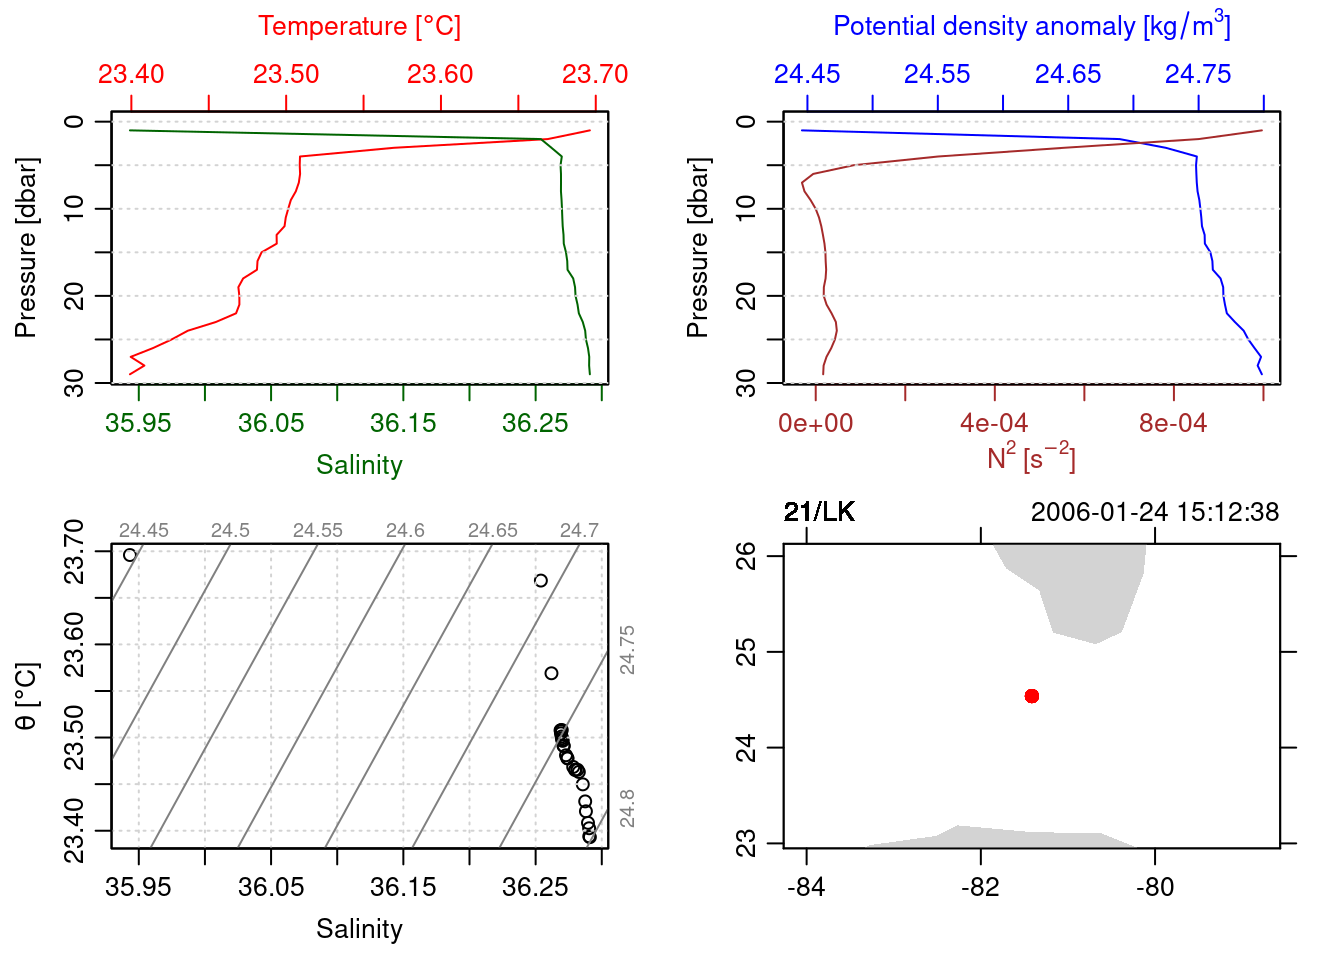 Temperature [°C]
23.40 23.50 23.60 23.70
Pressure [dbar]
0 10 20 30
35.95 36.05 36.15 36.25
Salinity
Potential density anomaly [kg/m³]
24.45 24.55 24.65 24.75
Pressure [dbar]
0 10 20 30
0e+00 4e-04 8e-04
N² [s⁻²]
24.45 24.5 24.55 24.6 24.65 24.7
24.75
24.8
θ [°C]
23.70 23.60 23.50 23.40
35.95 36.05 36.15 36.25
Salinity
21/LK 2006-01-24 15:12:38
26 25 24 23
-84 -82 -80